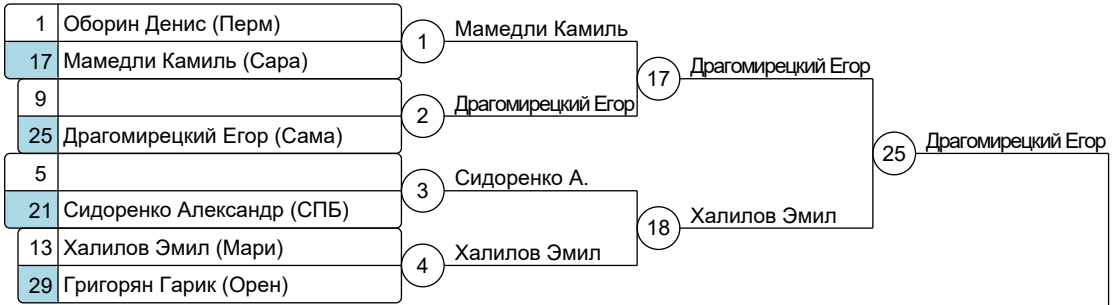 1 Оборин Денис (Перм)
17 Мамедли Камиль (Сара)
1 Мамедли Камиль
9
25 Драгомирецкий Егор (Сама)
2 Драгомирецкий Егор
17 Драгомирецкий Егор
5
21 Сидоренко Александр (СПБ)
3 Сидоренко А.
13 Халилов Эмил (Мари)
29 Григорян Гарик (Орен)
4 Халилов Эмил
18 Халилов Эмил
25 Драгомирецкий Егор